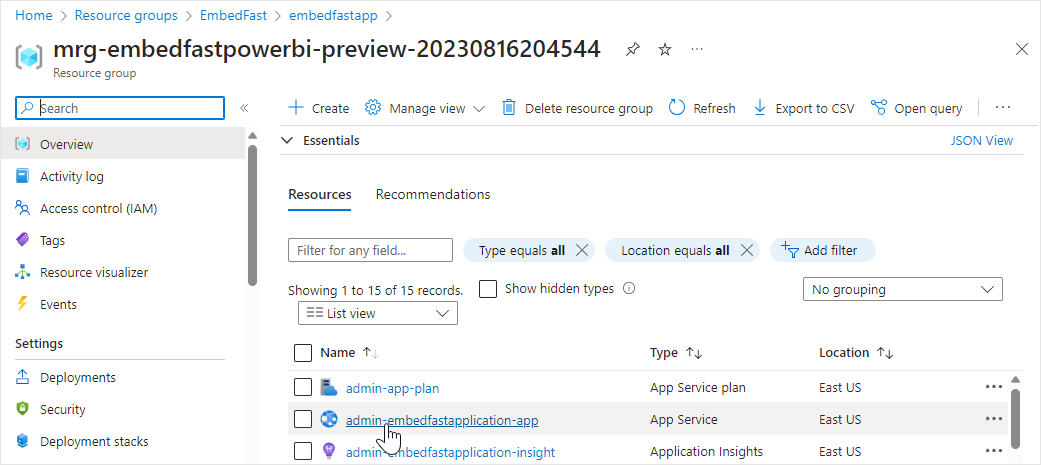 Home > Resource groups > EmbedFast > embedfastapp >
mrg-embedfastpowerbi-preview-20230816204544
Resource group
Search
Overview
Activity log
Access control (IAM)
Tags
Resource visualizer
Events
Settings
Deployments
Security
Deployment stacks
Create Manage view Delete resource group Refresh Export to CSV Open query
Essentials JSON View
Resources Recommendations
Filter for any field... Type equals all Location equals all Add filter
Showing 1 to 15 of 15 records. Show hidden types No grouping
List view
Name Type Location
admin-app-plan App Service plan East US
admin-embedfastapplication-app App Service East US
admin-embedfastapplication-insight Application Insights East US